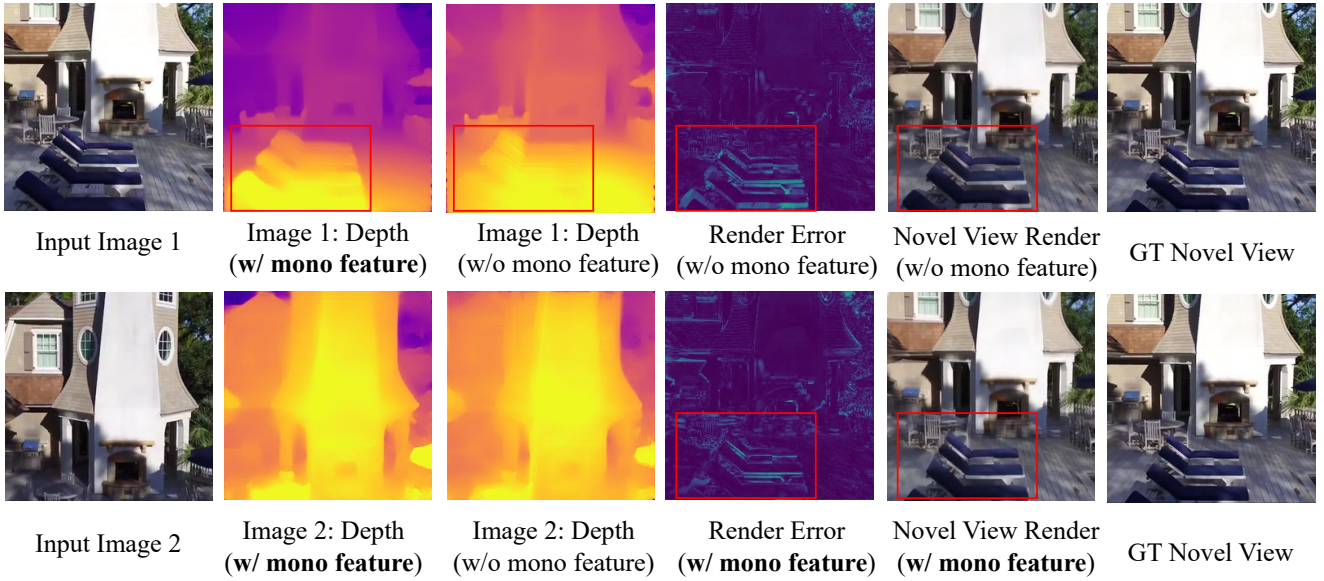 Input Image 1
Image 1: Depth
(w/ mono feature)
Image 1: Depth
(w/o mono feature)
Render Error
(w/o mono feature)
Novel View Render
(w/o mono feature)
GT Novel View
Input Image 2
Image 2: Depth
(w/ mono feature)
Image 2: Depth
(w/o mono feature)
Render Error
(w/ mono feature)
Novel View Render
(w/ mono feature)
GT Novel View